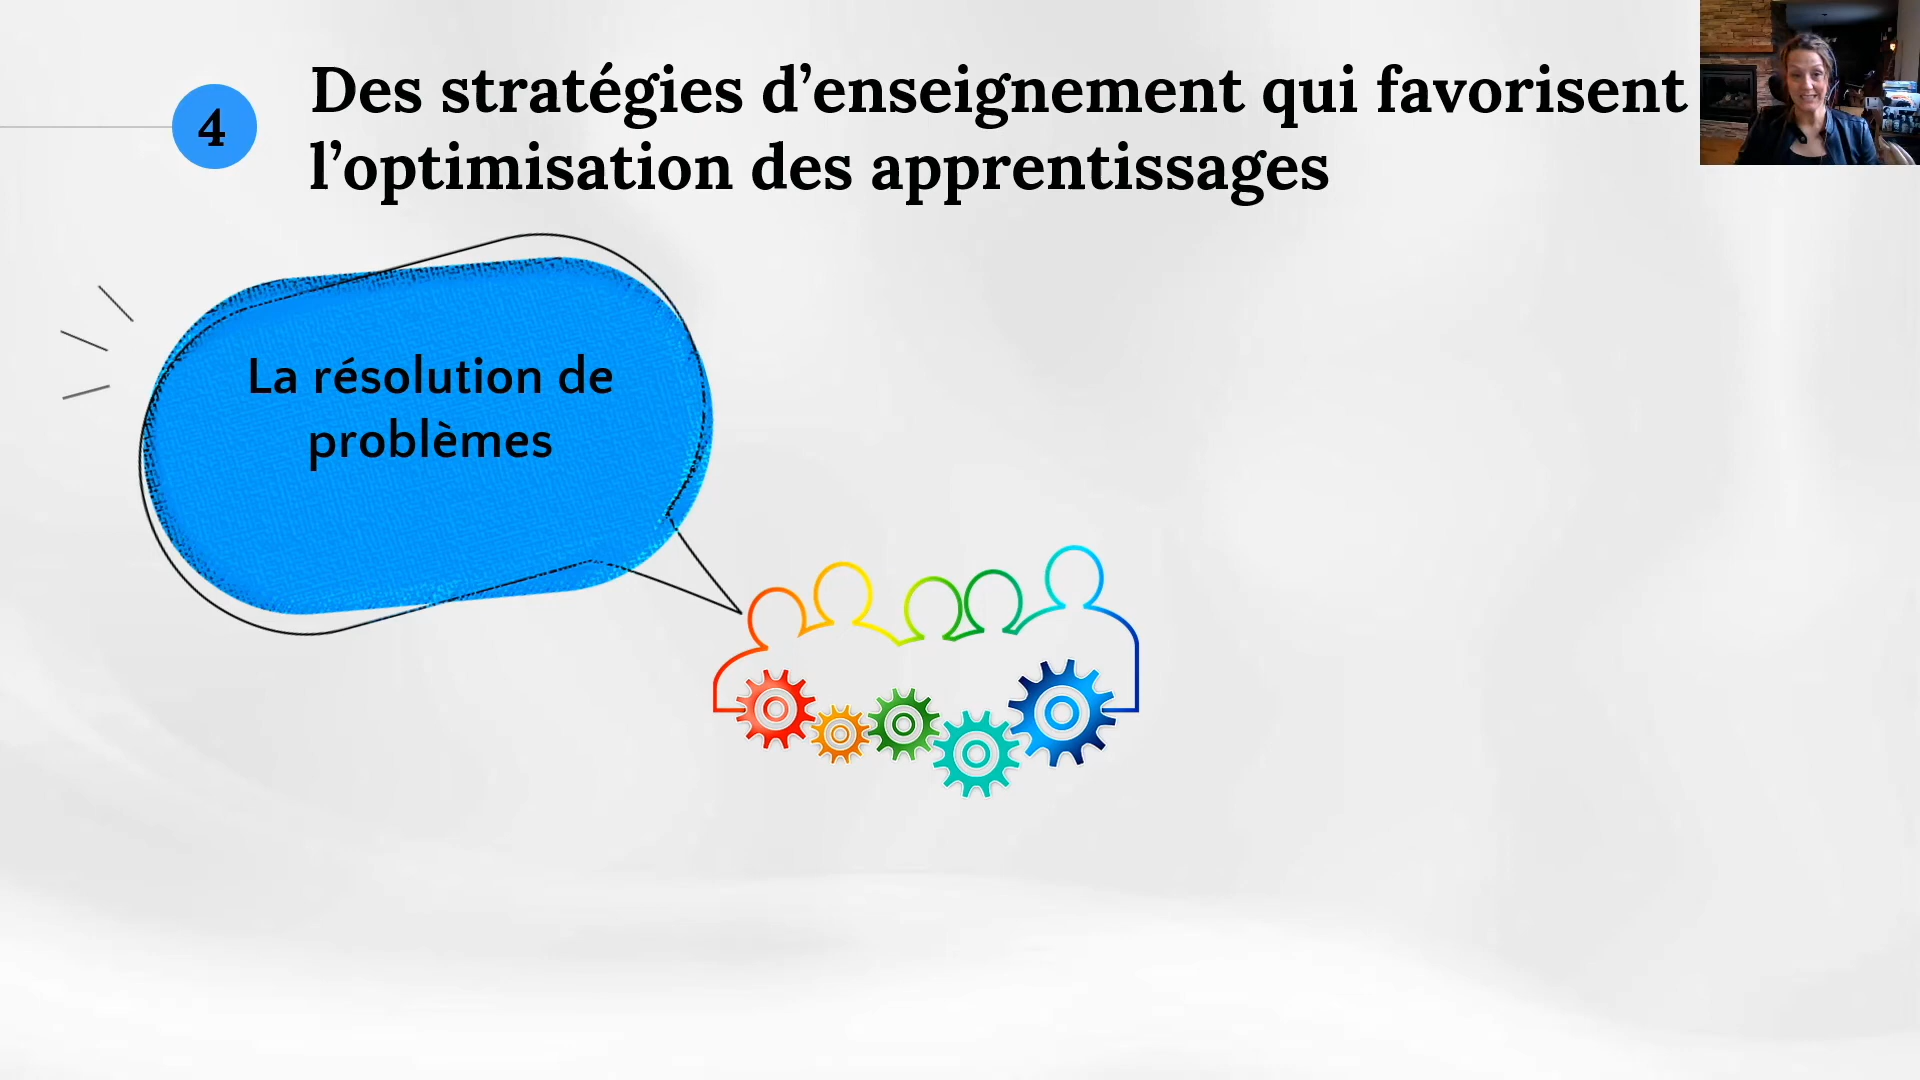 4
Des stratégies d’enseignement qui favorisent
l’optimisation des apprentissages
La résolution de
problèmes